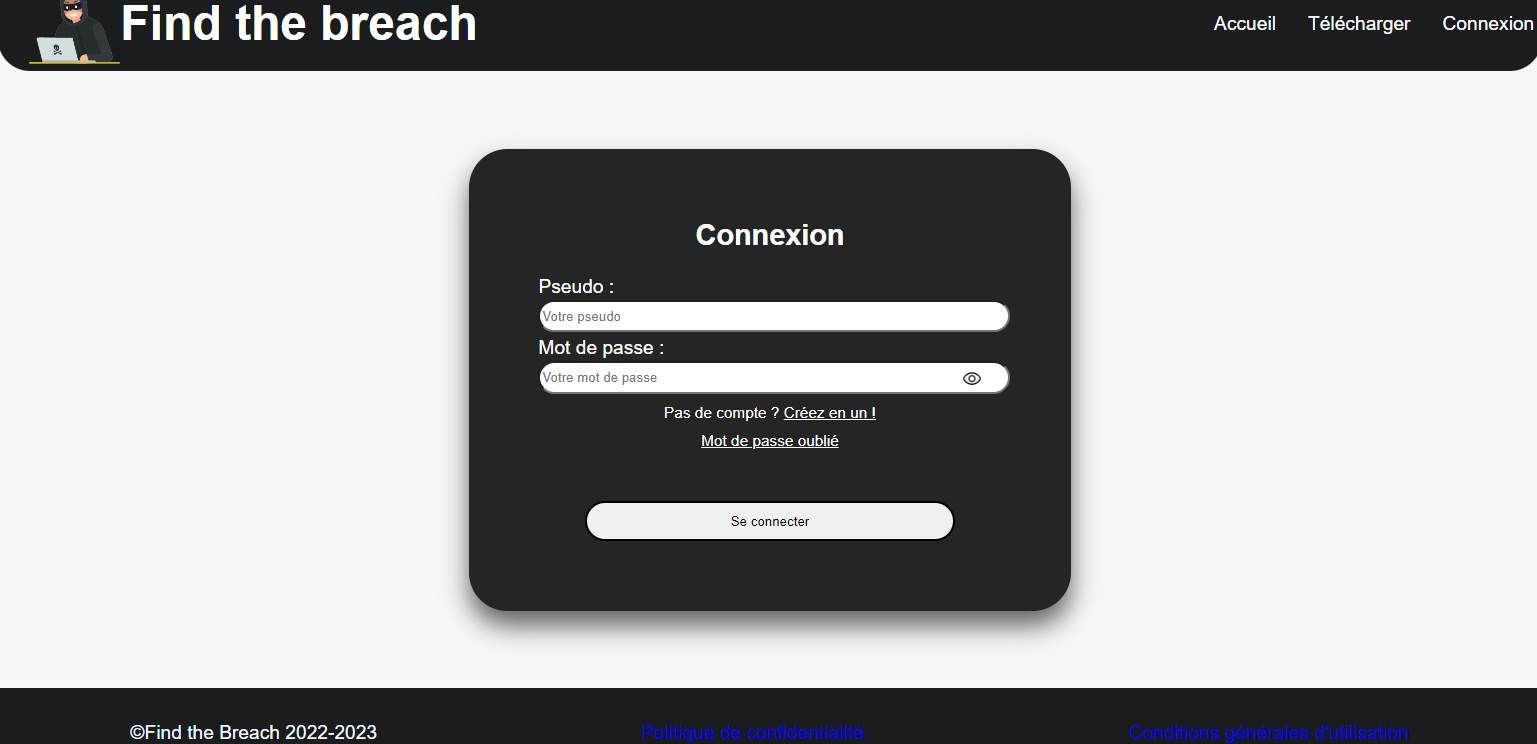 Find the breach
Accueil Télécharger Connexion
Connexion
Pseudo :
Votre pseudo
Mot de passe :
Votre mot de passe
Pas de compte ? Créez en un !
Mot de passe oublié
Se connecter
©Find the Breach 2022-2023 Politique de confidentialité Conditions générales d'utilisation